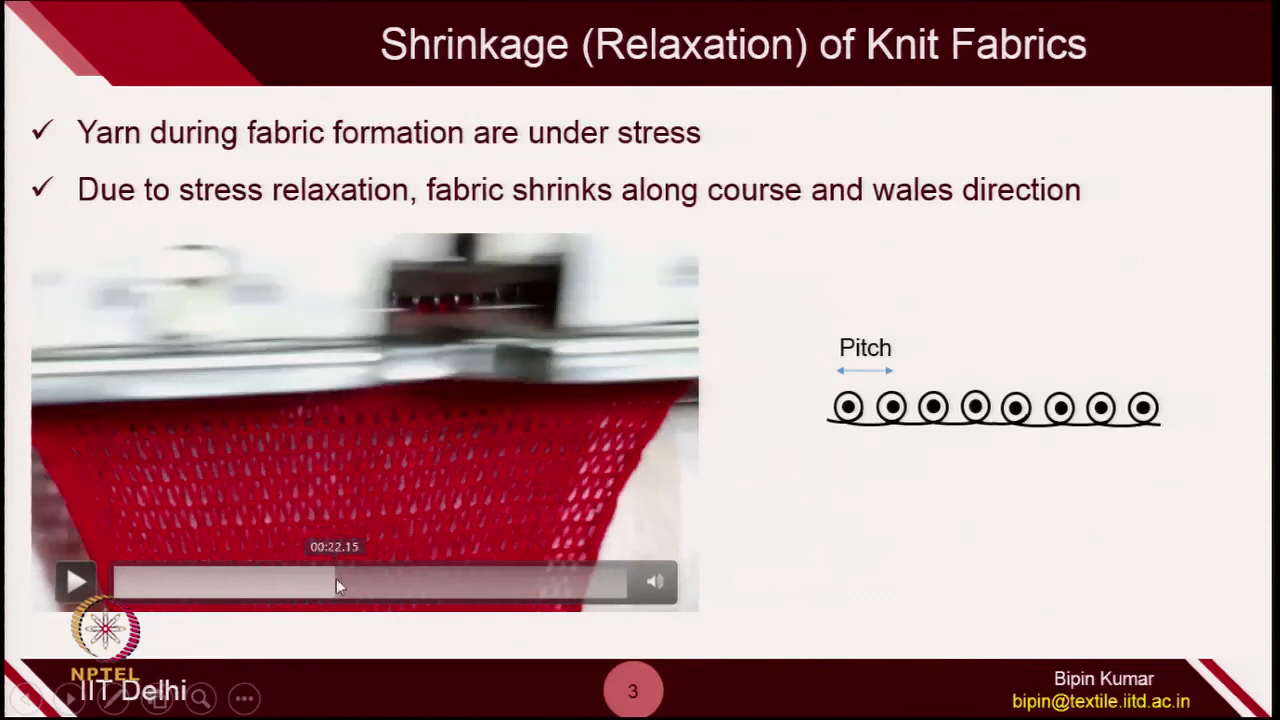 Shrinkage (Relaxation) of Knit Fabrics
✓ Yarn during fabric formation are under stress
✓ Due to stress relaxation, fabric shrinks along course and wales direction
Pitch
00:22.15
NPTEL
IIT Delhi
3
Bipin Kumar
bipin@textile.iitd.ac.in